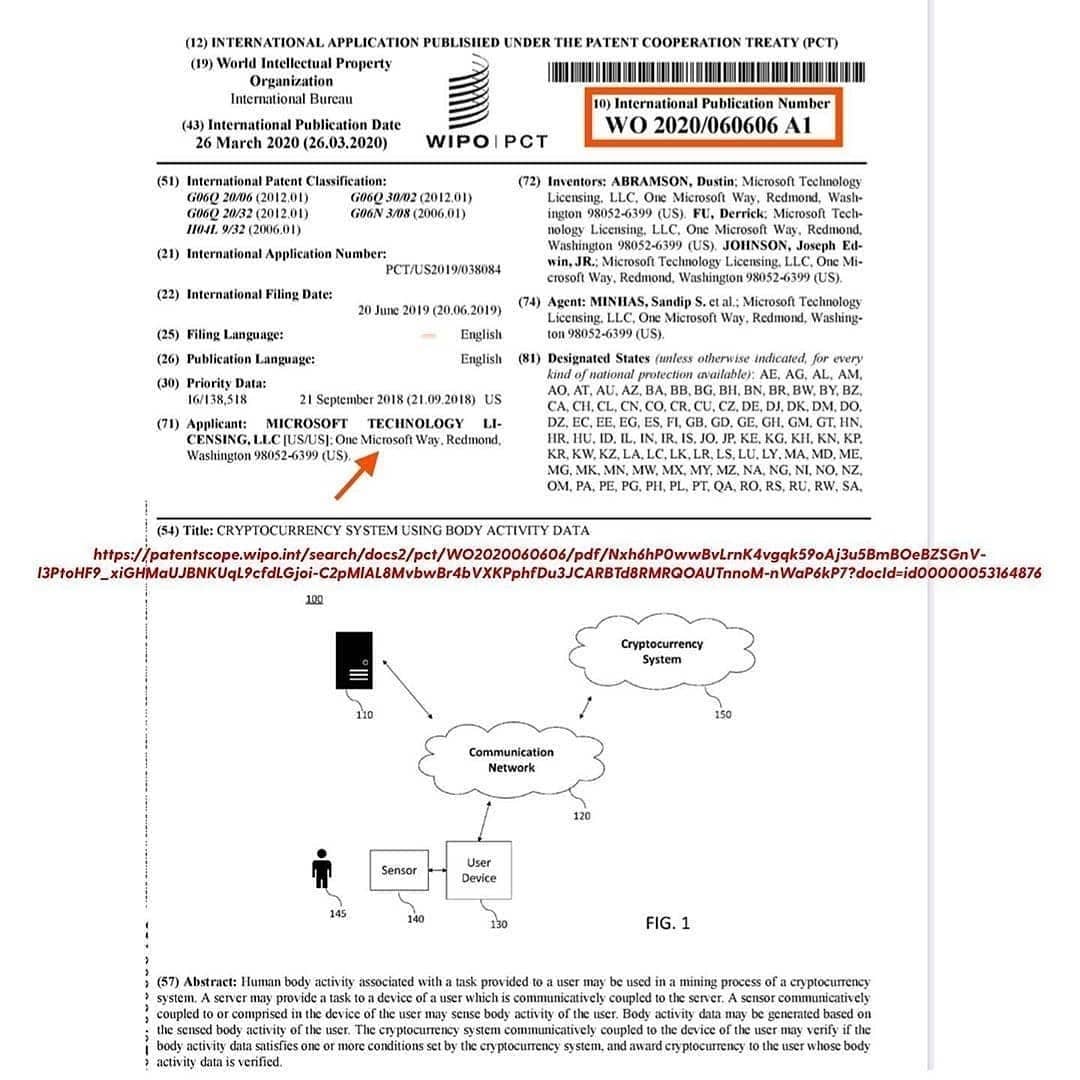 (12) INTERNATIONAL APPLICATION PUBLISHED UNDER THE PATENT COOPERATION TREATY (PCT)
(19) World Intellectual Property
Organization
International Bureau
(43) International Publication Date
26 March 2020 (26.03.2020)
WIPO | PCT
10) International Publication Number
WO 2020/060606 A1
(51) International Patent Classification:
G06Q 20/06 (2012.01) G06Q 30/02 (2012.01)
G06Q 20/32 (2012.01) G06N 3/08 (2006.01)
H04L 9/32 (2006.01)
(21) International Application Number:
PCT/US2019/038084
(22) International Filing Date:
20 June 2019 (20.06.2019)
(25) Filing Language: English
(26) Publication Language: English
(30) Priority Data:
16/138,518 21 September 2018 (21.09.2018) US
(71) Applicant: MICROSOFT TECHNOLOGY LI-
CENSING, LLC [US/US]; One Microsoft Way, Redmond,
Washington 98052-6399 (US).
(72) Inventors: ABRAMSON, Dustin; Microsoft Technology
Licensing, LLC, One Microsoft Way, Redmond, Wash-
ington 98052-6399 (US). FU, Derrick; Microsoft Tech-
nology Licensing, LLC, One Microsoft Way, Redmond,
Washington 98052-6399 (US). JOHNSON, Joseph Ed-
win, JR.; Microsoft Technology Licensing, LLC, One Mi-
crosoft Way, Redmond, Washington 98052-6399 (US).
(74) Agent: MINHAS, Sandip S. et al.; Microsoft Technology
Licensing, LLC, One Microsoft Way, Redmond, Washing-
ton 98052-6399 (US).
(81) Designated States (unless otherwise indicated, for every
kind of national protection available): AE, AG, AL, AM,
AO, AT, AU, AZ, BA, BB, BG, BH, BN, BR, BW, BY, BZ,
CA, CH, CL, CN, CO, CR, CU, CZ, DE, DJ, DK, DM, DO,
DZ, EC, EE, EG, ES, FI, GB, GD, GE, GH, GM, GT, HN,
HR, HU, ID, IL, IN, IR, IS, JO, JP, KE, KG, KH, KN, KP,
KR, KW, KZ, LA, LC, LK, LR, LS, LU, LY, MA, MD, ME,
MG, MK, MN, MW, MX, MY, MZ, NA, NG, NI, NO, NZ,
OM, PA, PE, PG, PH, PL, PT, QA, RO, RS, RU, RW, SA,
(54) Title: CRYPTOCURRENCY SYSTEM USING BODY ACTIVITY DATA
https://patentscope.wipo.int/search/docs2/pct/WO2020060606/pdf/Nxh6hP0wwBvLrnK4vgqk59oAj3u5BmBOeBZSGnV-
I3PtoHF9_xiGHMaUJBNKUqL9cfdLGjoi-C2pMIAL8MvbwBr4bVXKPphfDu3JCARBTd8RMRQOAUTnnoM-nWaP6kP7?docId=id00000053164876
100
110
Cryptocurrency
System
150
Communication
Network
120
145
Sensor
140
User
Device
130
FIG. 1
(57) Abstract: Human body activity associated with a task provided to a user may be used in a mining process of a cryptocurrency
system. A server may provide a task to a device of a user which is communicatively coupled to the server. A sensor communicatively
coupled to or comprised in the device of the user may sense body activity of the user. Body activity data may be generated based on
the sensed body activity of the user. The cryptocurrency system communicatively coupled to the device of the user may verify if the
body activity data satisfies one or more conditions set by the cryptocurrency system, and award cryptocurrency to the user whose body
activity data is verified.